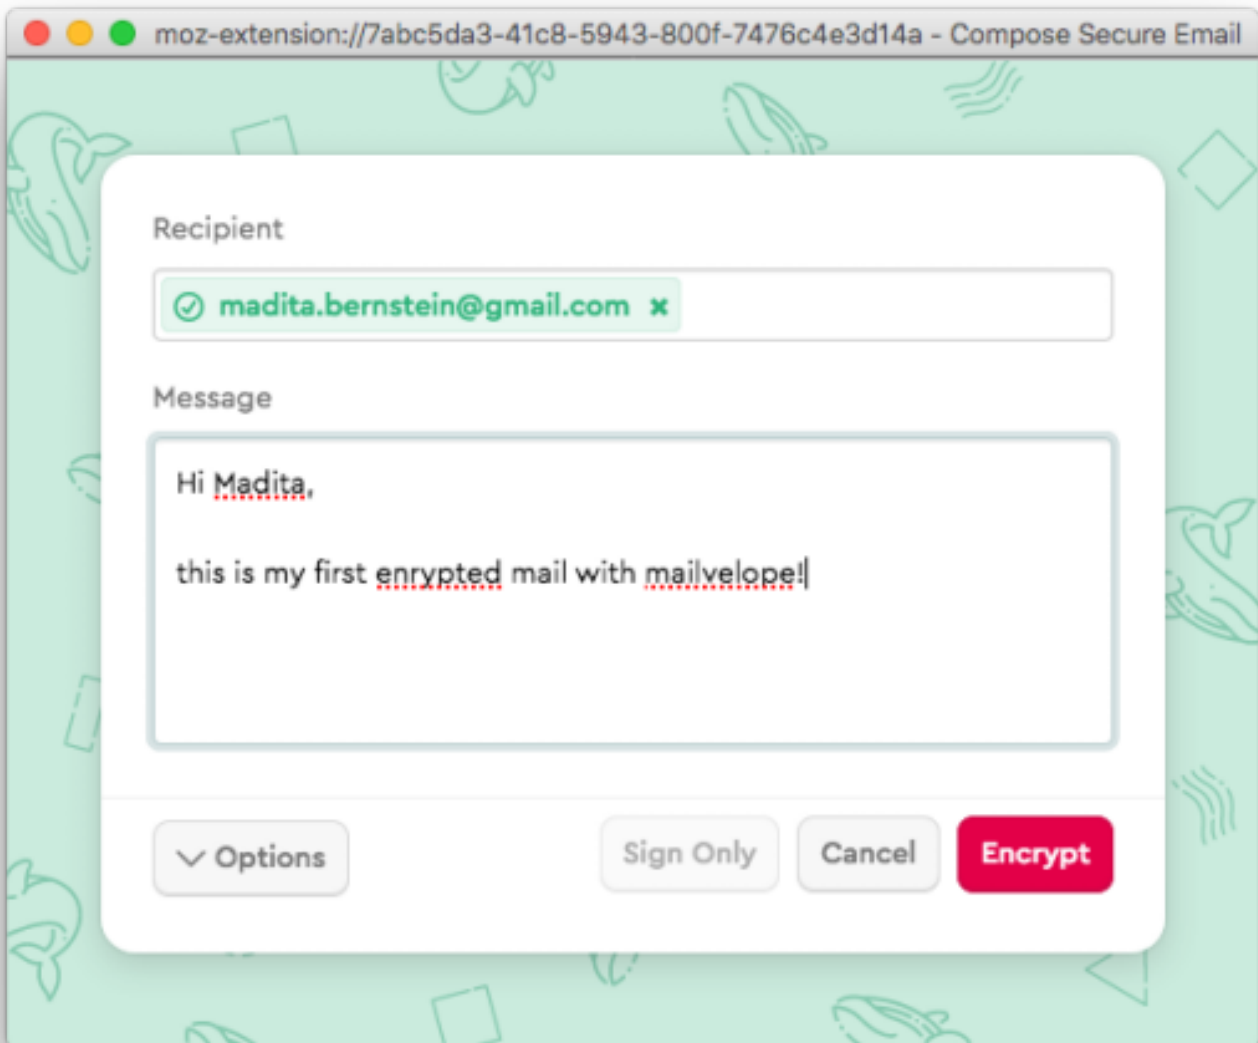 moz-extension://7abc5da3-41c8-5943-800f-7476c4e3d14a - Compose Secure Email
Recipient
madita.bernstein@gmail.com
Message
Hi Madita,
this is my first enrypted mail with mailvelope!
Options
Sign Only
Cancel
Encrypt